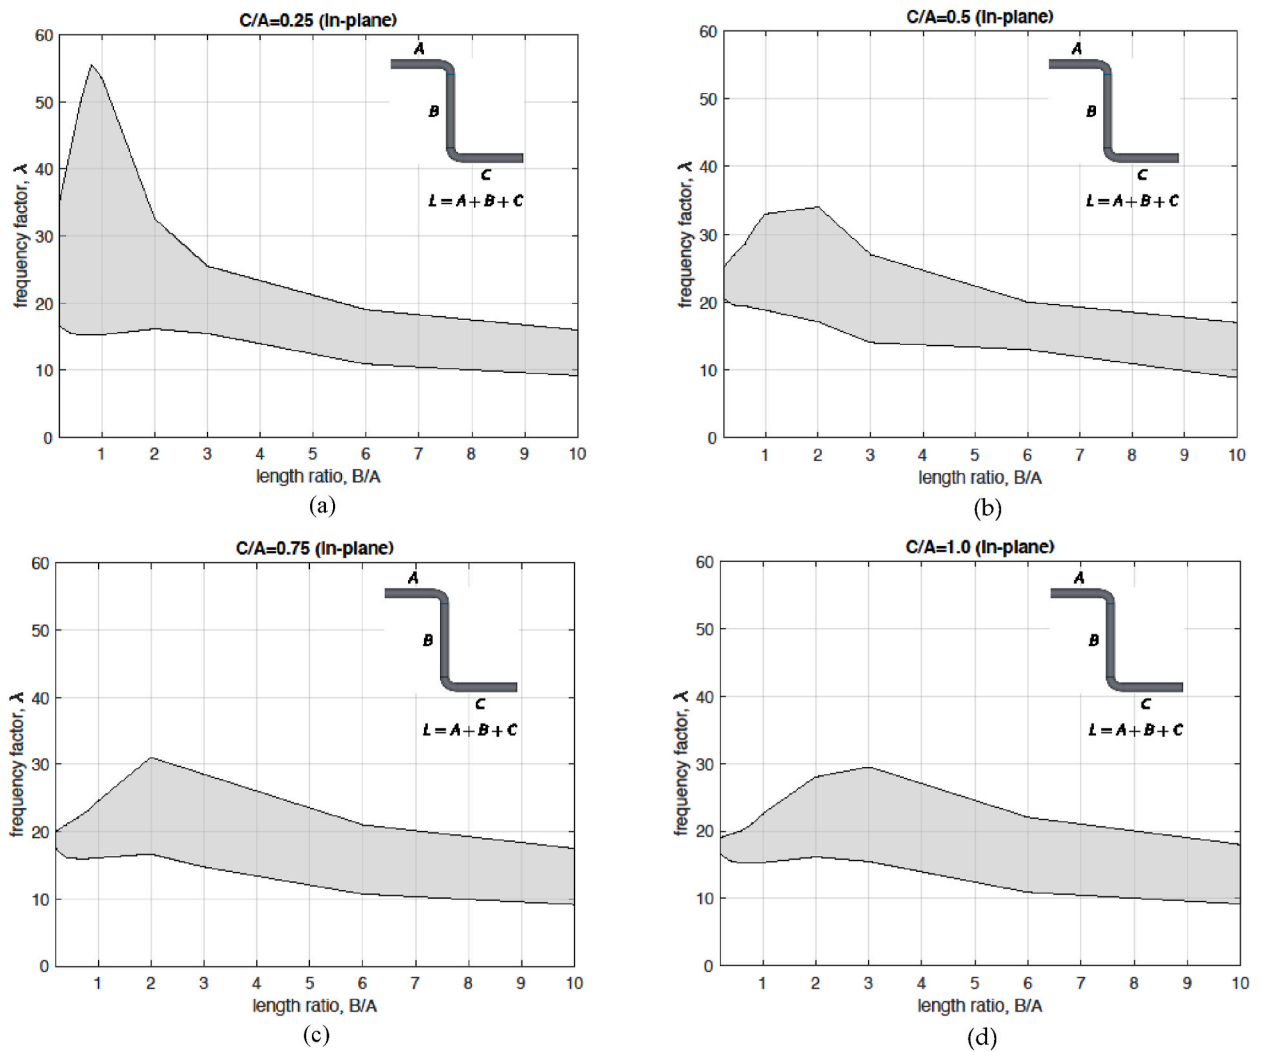 C/A=0.25 (In-plane)
60
50
40
30
20
10
0
frequency factor, λ
A
B
C
L = A + B + C
1 2 3 4 5 6 7 8 9 10
length ratio, B/A
(a)
C/A=0.5 (In-plane)
60
50
40
30
20
10
0
frequency factor, λ
A
B
C
L = A + B + C
1 2 3 4 5 6 7 8 9 10
length ratio, B/A
(b)
C/A=0.75 (In-plane)
60
50
40
30
20
10
0
frequency factor, λ
A
B
C
L = A + B + C
1 2 3 4 5 6 7 8 9 10
length ratio, B/A
(c)
C/A=1.0 (In-plane)
60
50
40
30
20
10
0
frequency factor, λ
A
B
C
L = A + B + C
1 2 3 4 5 6 7 8 9 10
length ratio, B/A
(d)